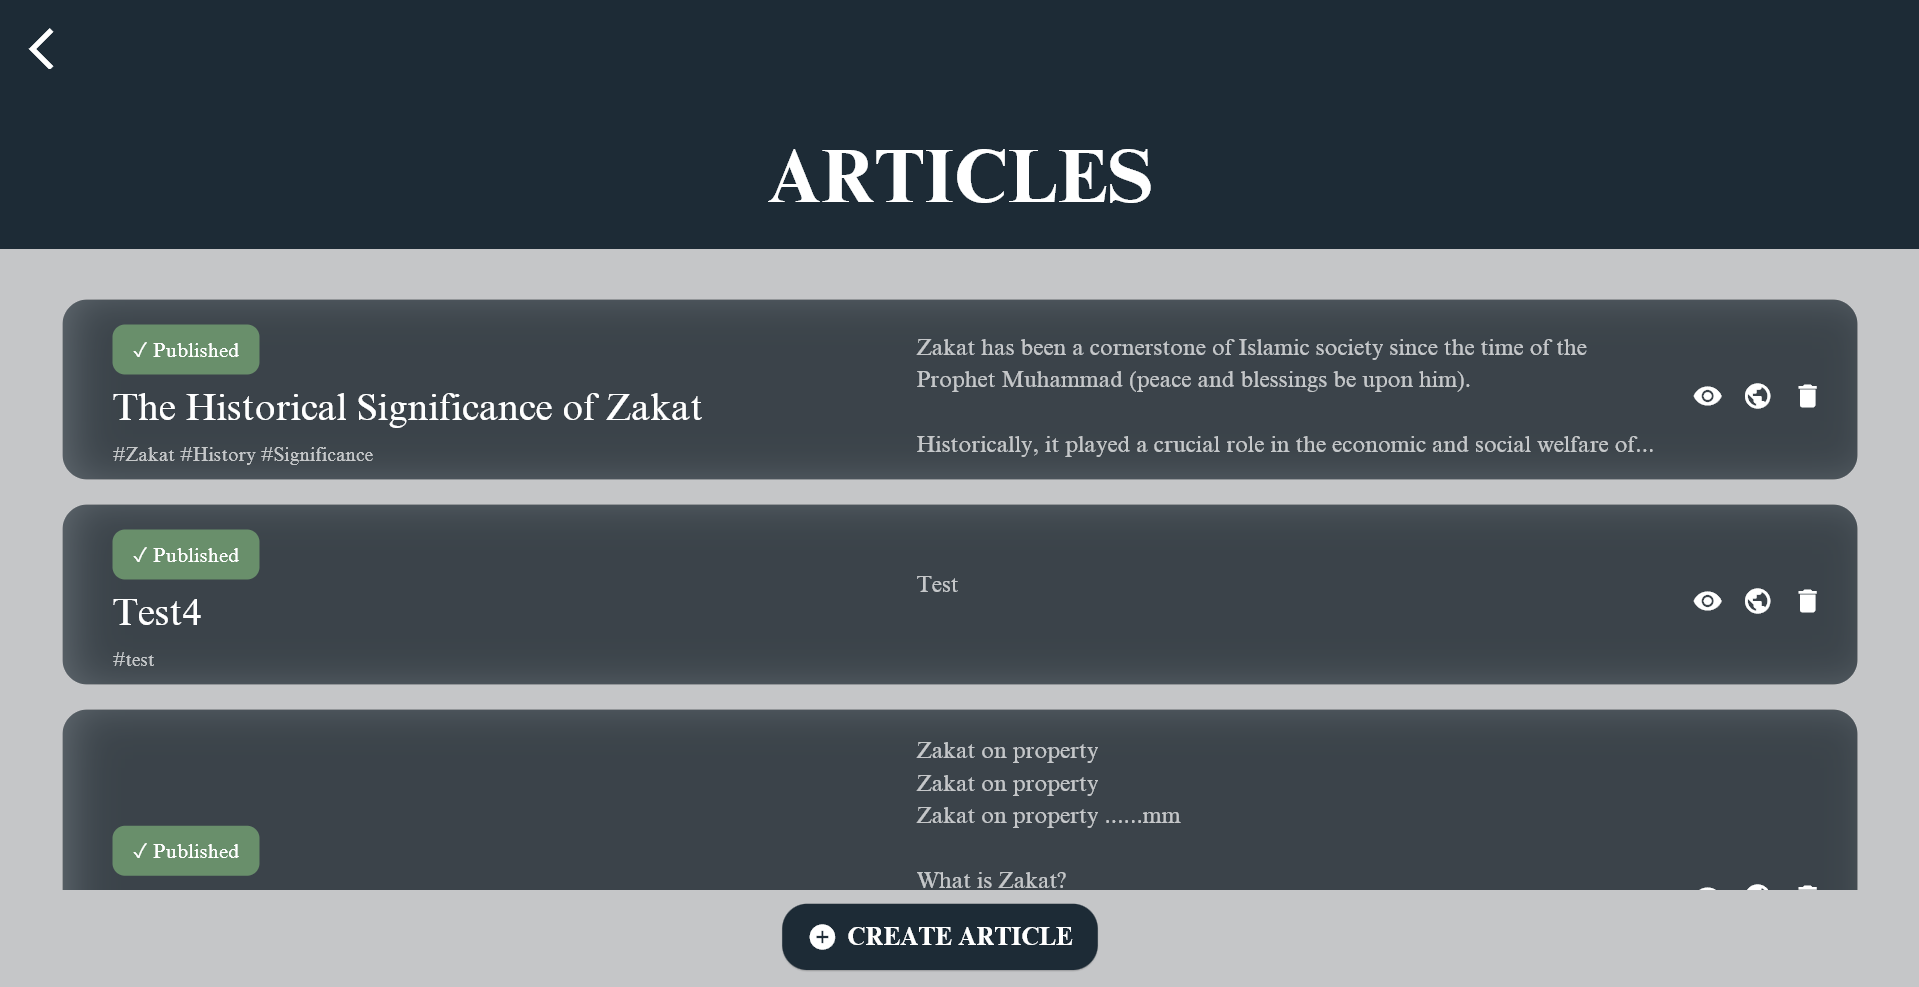 ARTICLES
✓ Published
The Historical Significance of Zakat
#Zakat #History #Significance
Zakat has been a cornerstone of Islamic society since the time of the
Prophet Muhammad (peace and blessings be upon him).
Historically, it played a crucial role in the economic and social welfare of...
✓ Published
Test4
#test
Test
✓ Published
Zakat on property
Zakat on property
Zakat on property ......mm
What is Zakat?
CREATE ARTICLE